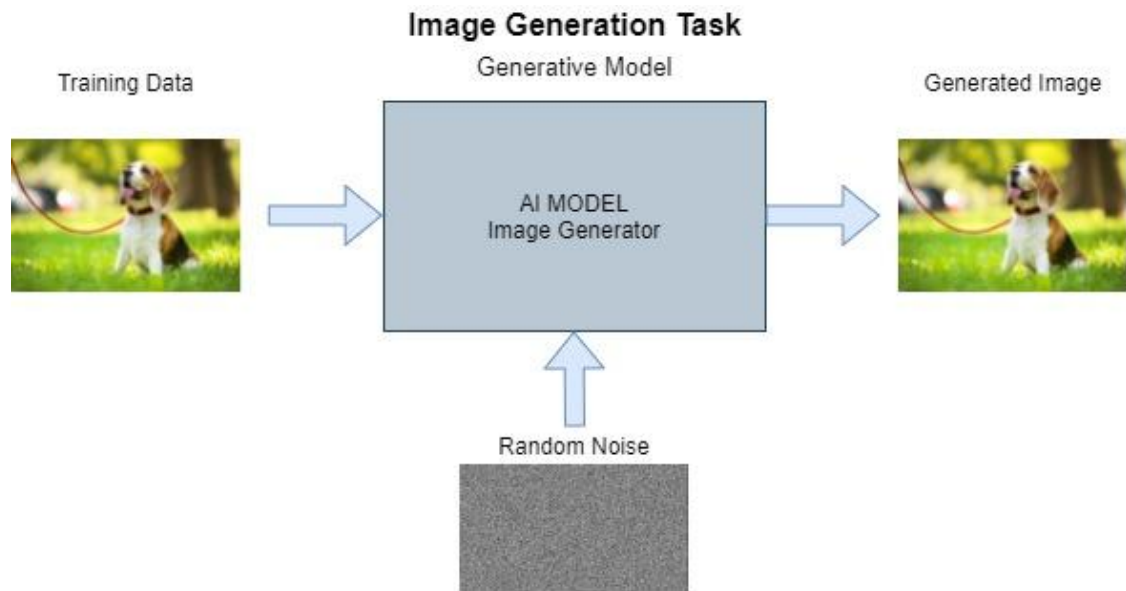 Image Generation Task
Generative Model
Training Data
Generated Image
AI MODEL
Image Generator
Random Noise